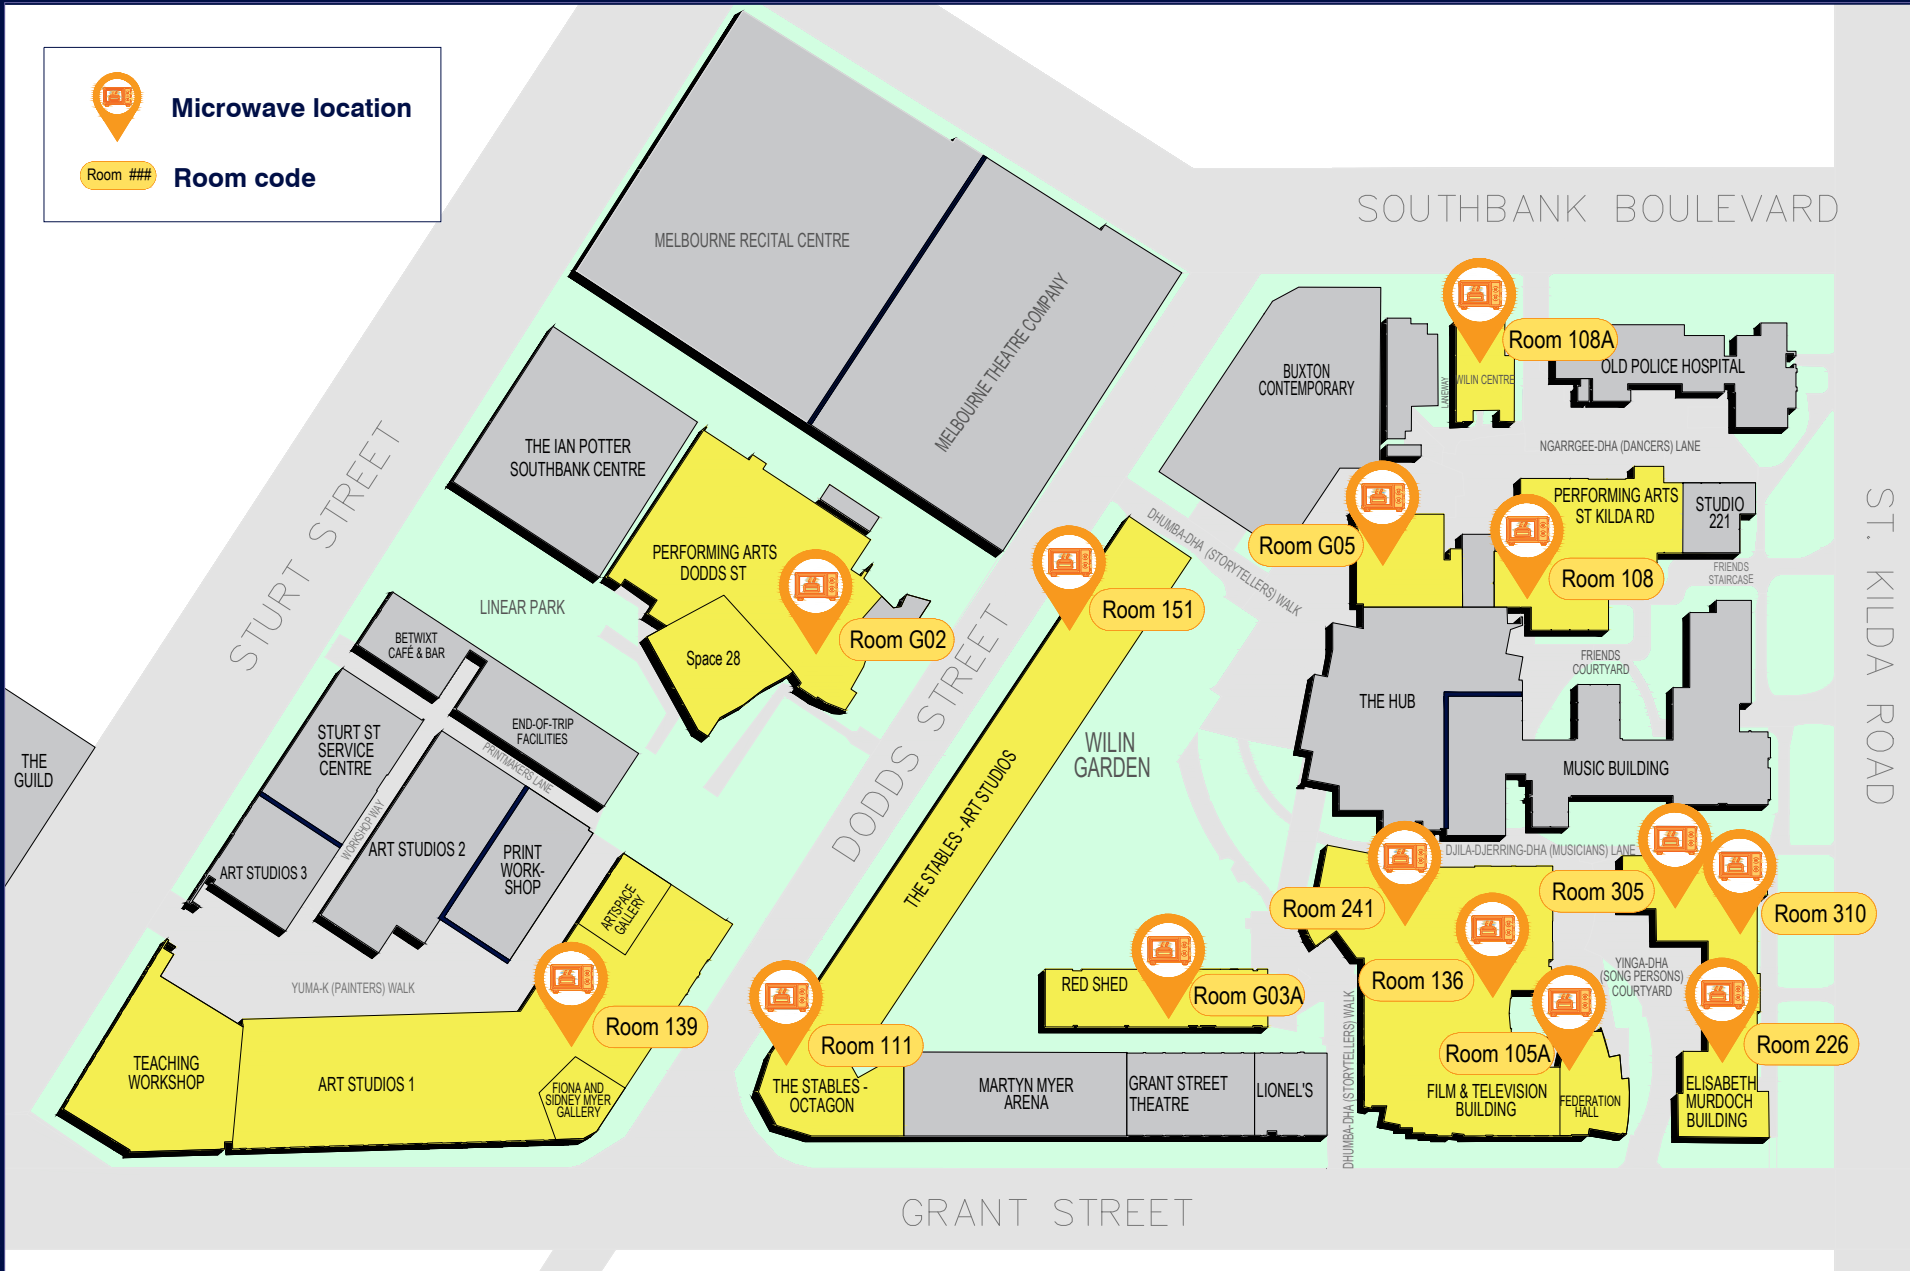 Microwave location
Room ###
Room code
SOUTHBANK BOULEVARD
MELBOURNE RECITAL CENTRE
MELBOURNE THEATRE COMPANY
Room 108A
OLD POLICE HOSPITAL
BUXTON
CONTEMPORARY
LANEWAY
WILIN CENTRE
NGARRGEE-DHA (DANCERS) LANE
THE IAN POTTER
SOUTHBANK CENTRE
STURT STREET
PERFORMING ARTS
ST KILDA RD
STUDIO
221
ST. KILDA ROAD
DHUMBA-DHA (STORYTELLERS) WALK
Room G05
Room 108
FRIENDS
STAIRCASE
PERFORMING ARTS
DODDS ST
Room 151
LINEAR PARK
Room G02
Space 28
BETWIXT
CAFÉ & BAR
FRIENDS
COURTYARD
THE HUB
DODDS STREET
END-OF-TRIP
FACILITIES
STURT ST
SERVICE
CENTRE
PRINTMAKERS LANE
THE
GUILD
WILIN
GARDEN
MUSIC BUILDING
THE STABLES - ART STUDIOS
WORKSHOP WAY
ART STUDIOS 2
PRINT
WORK-
SHOP
ART STUDIOS 3
DJILA-DJERRING-DHA (MUSICIANS) LANE
Room 305
Room 241
Room 310
ARTSPACE
GALLERY
YINGA-DHA
(SONG PERSONS)
COURTYARD
Room 136
RED SHED
Room G03A
YUMA-K (PAINTERS) WALK
Room 139
Room 111
Room 105A
Room 226
DHUMBA-DHA (STORYTELLERS) WALK
TEACHING
WORKSHOP
ART STUDIOS 1
FIONA AND
SIDNEY MYER
GALLERY
THE STABLES -
OCTAGON
MARTYN MYER
ARENA
GRANT STREET
THEATRE
LIONEL'S
FILM & TELEVISION
BUILDING
FEDERATION
HALL
ELISABETH
MURDOCH
BUILDING
GRANT STREET